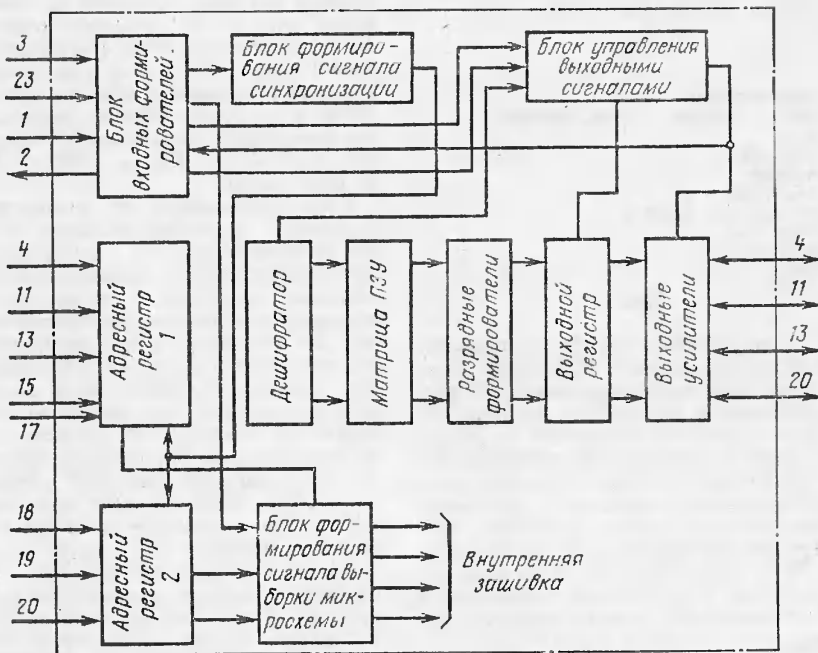 3
23
1
2
Блок
входных форми-
рователей
Блок формиро-
вания сигнала
синхронизации
Блок управления
выходными
сигналами
4
11
13
15
17
Адресный
регистр
1
Дешифратор
Матрица ПЗУ
Разрядные
формирователи
Выходной
регистр
Выходные
усилители
4
11
13
20
18
19
20
Адресный
регистр
2
Блок фор-
мирования
сигнала вы-
борки мик-
росхемы
Внутренняя
зашивка